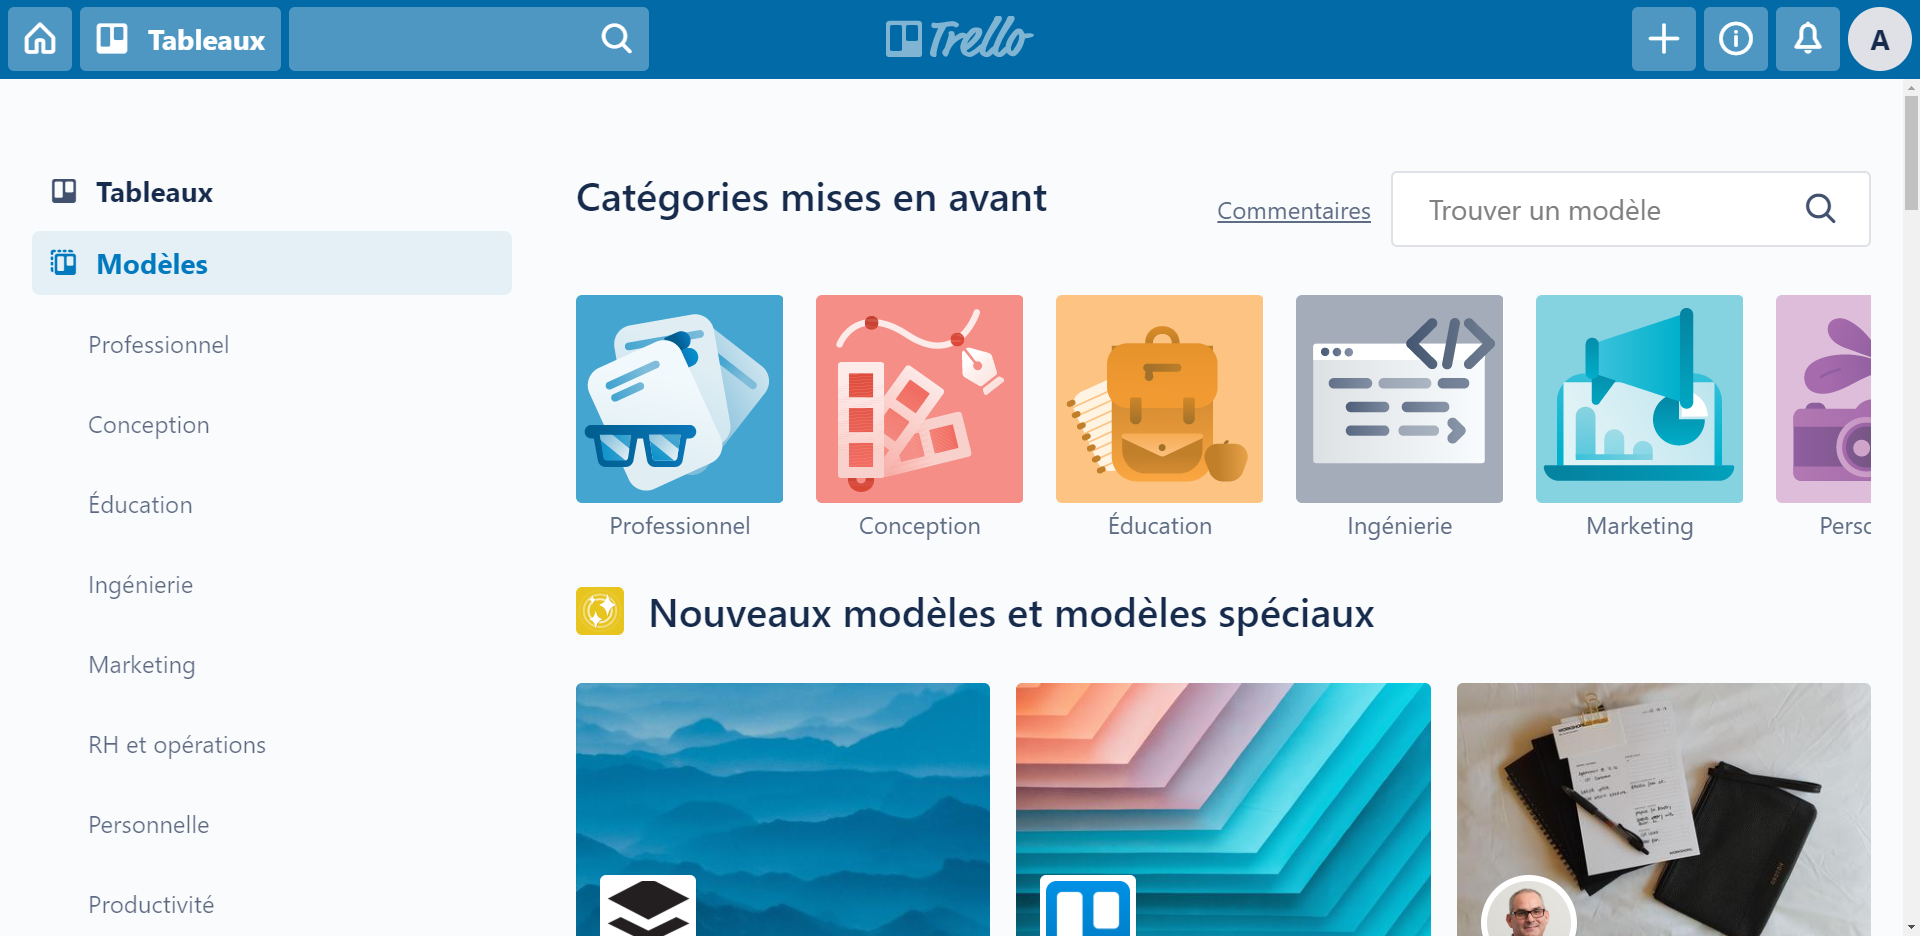 Tableaux
Trello
A
Tableaux
Modèles
Professionnel
Conception
Éducation
Ingénierie
Marketing
RH et opérations
Personnelle
Productivité
Catégories mises en avant
Commentaires
Trouver un modèle
Professionnel
Conception
Éducation
Ingénierie
Marketing
Perso
Nouveaux modèles et modèles spéciaux